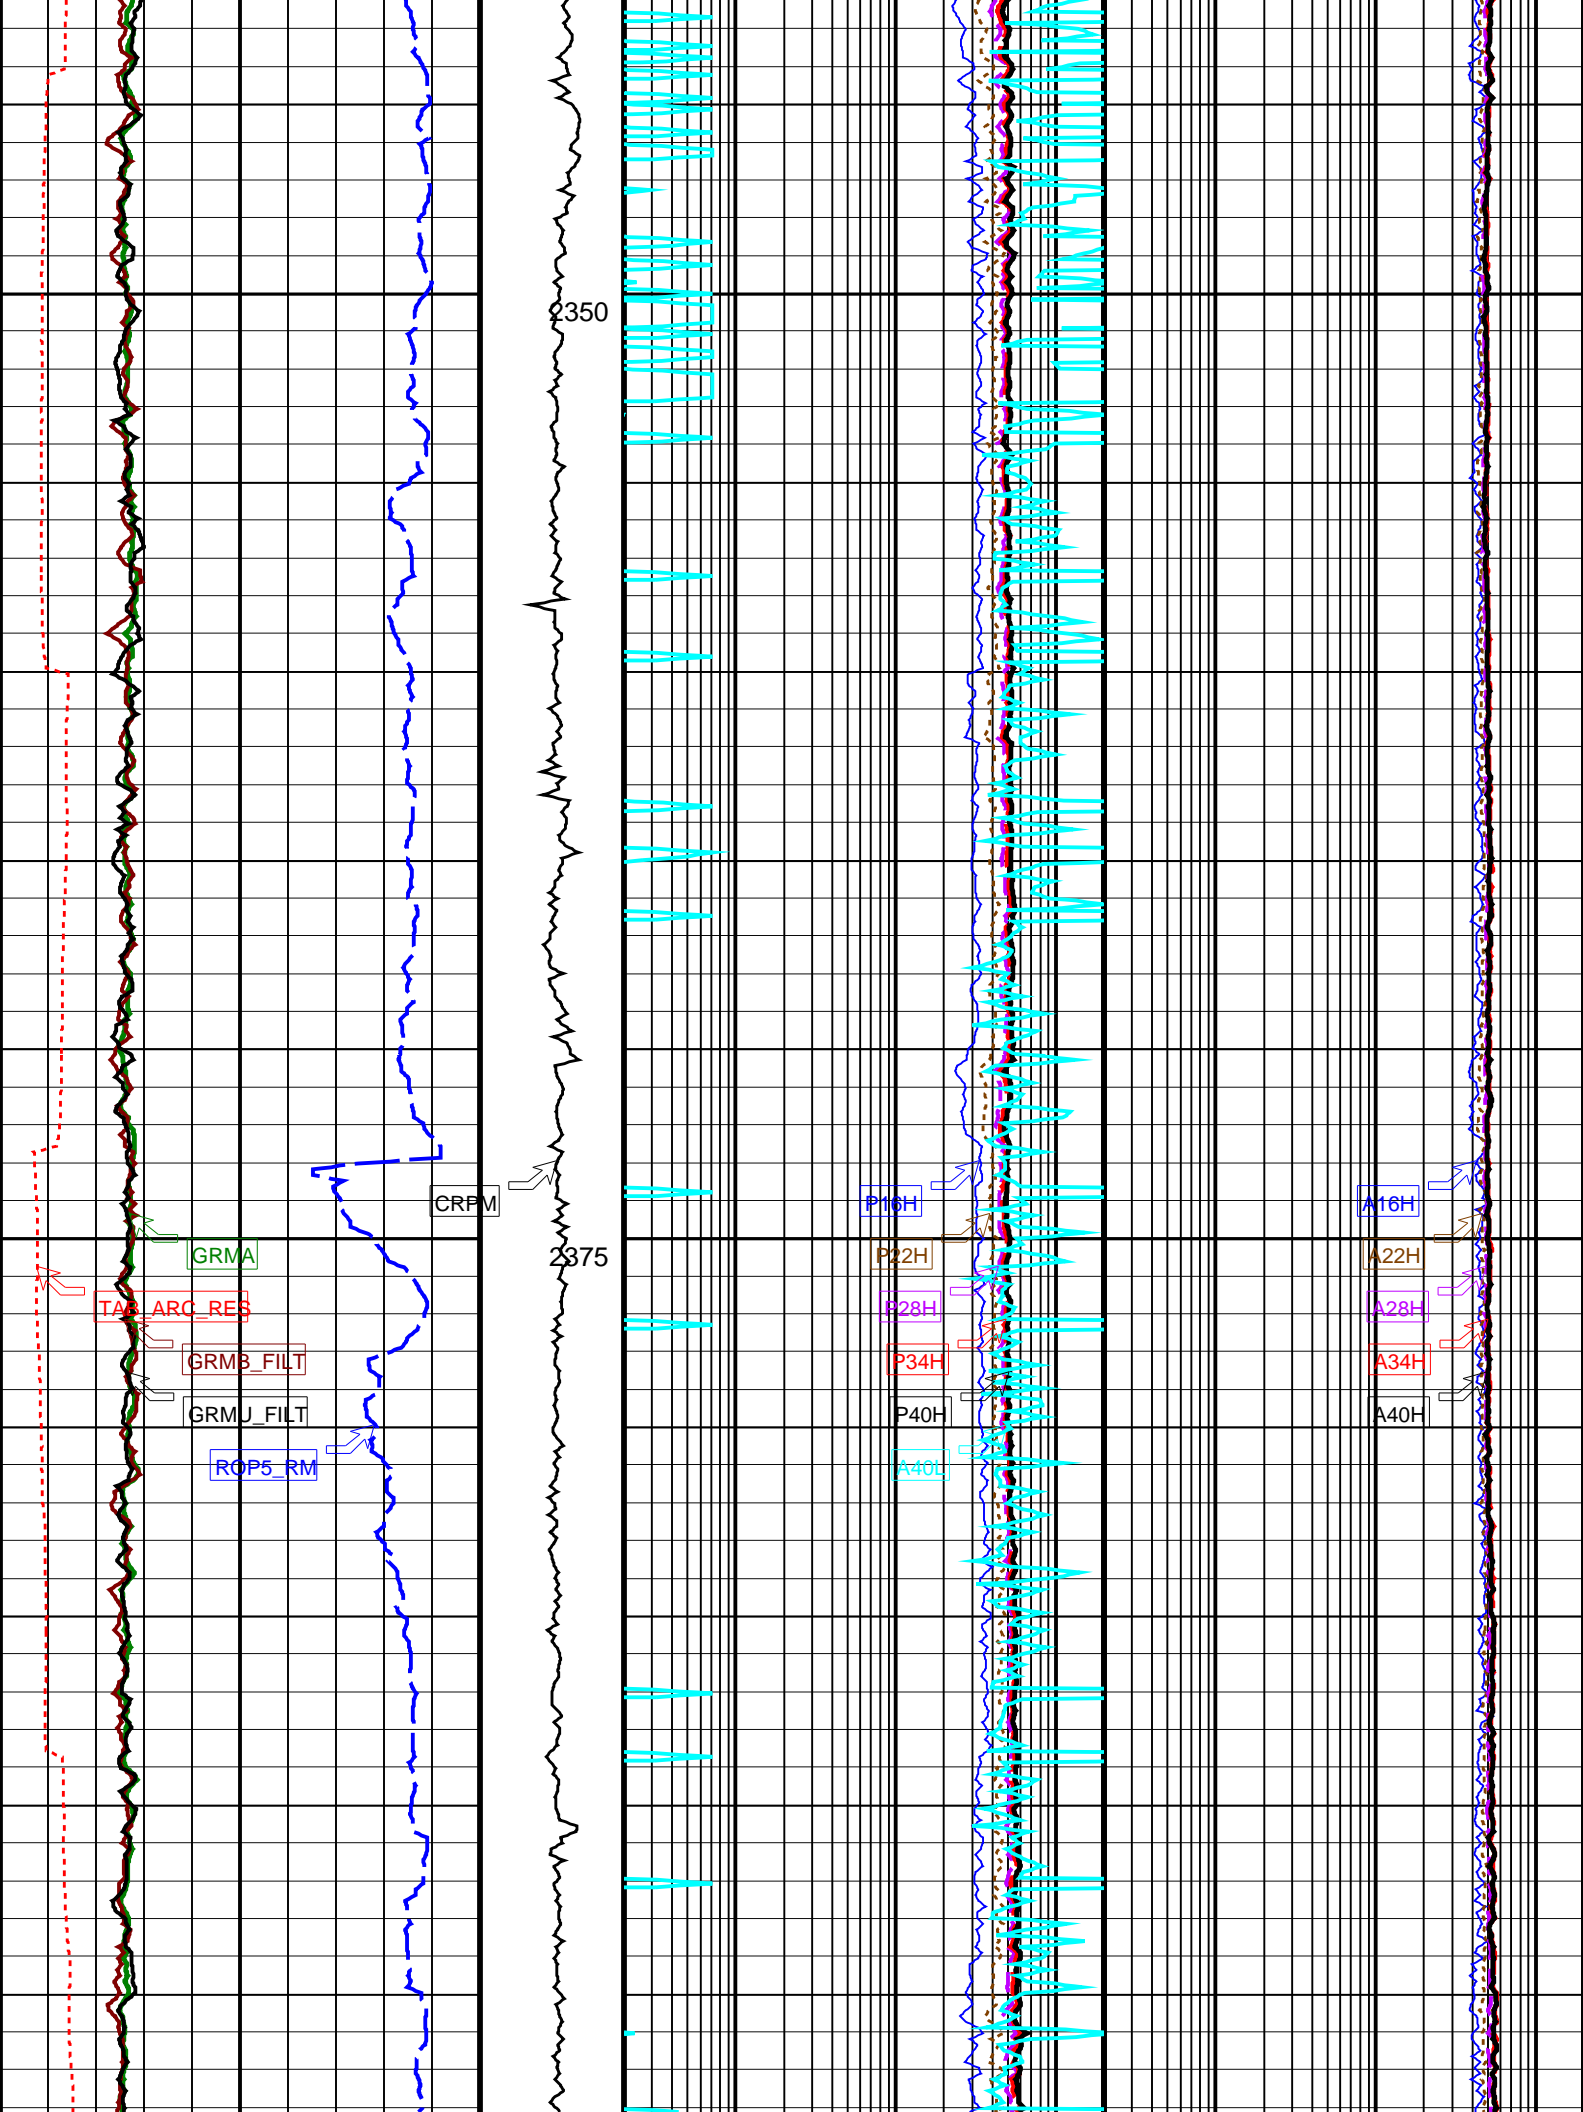 2350
CRPM
P16H
A16H
GRMA
2375
P22H
A22H
TAB_ARC_RES
P28H
A28H
GRMB_FILT
P34H
A34H
GRMU_FILT
P40H
A40H
ROP5_RM
A40L